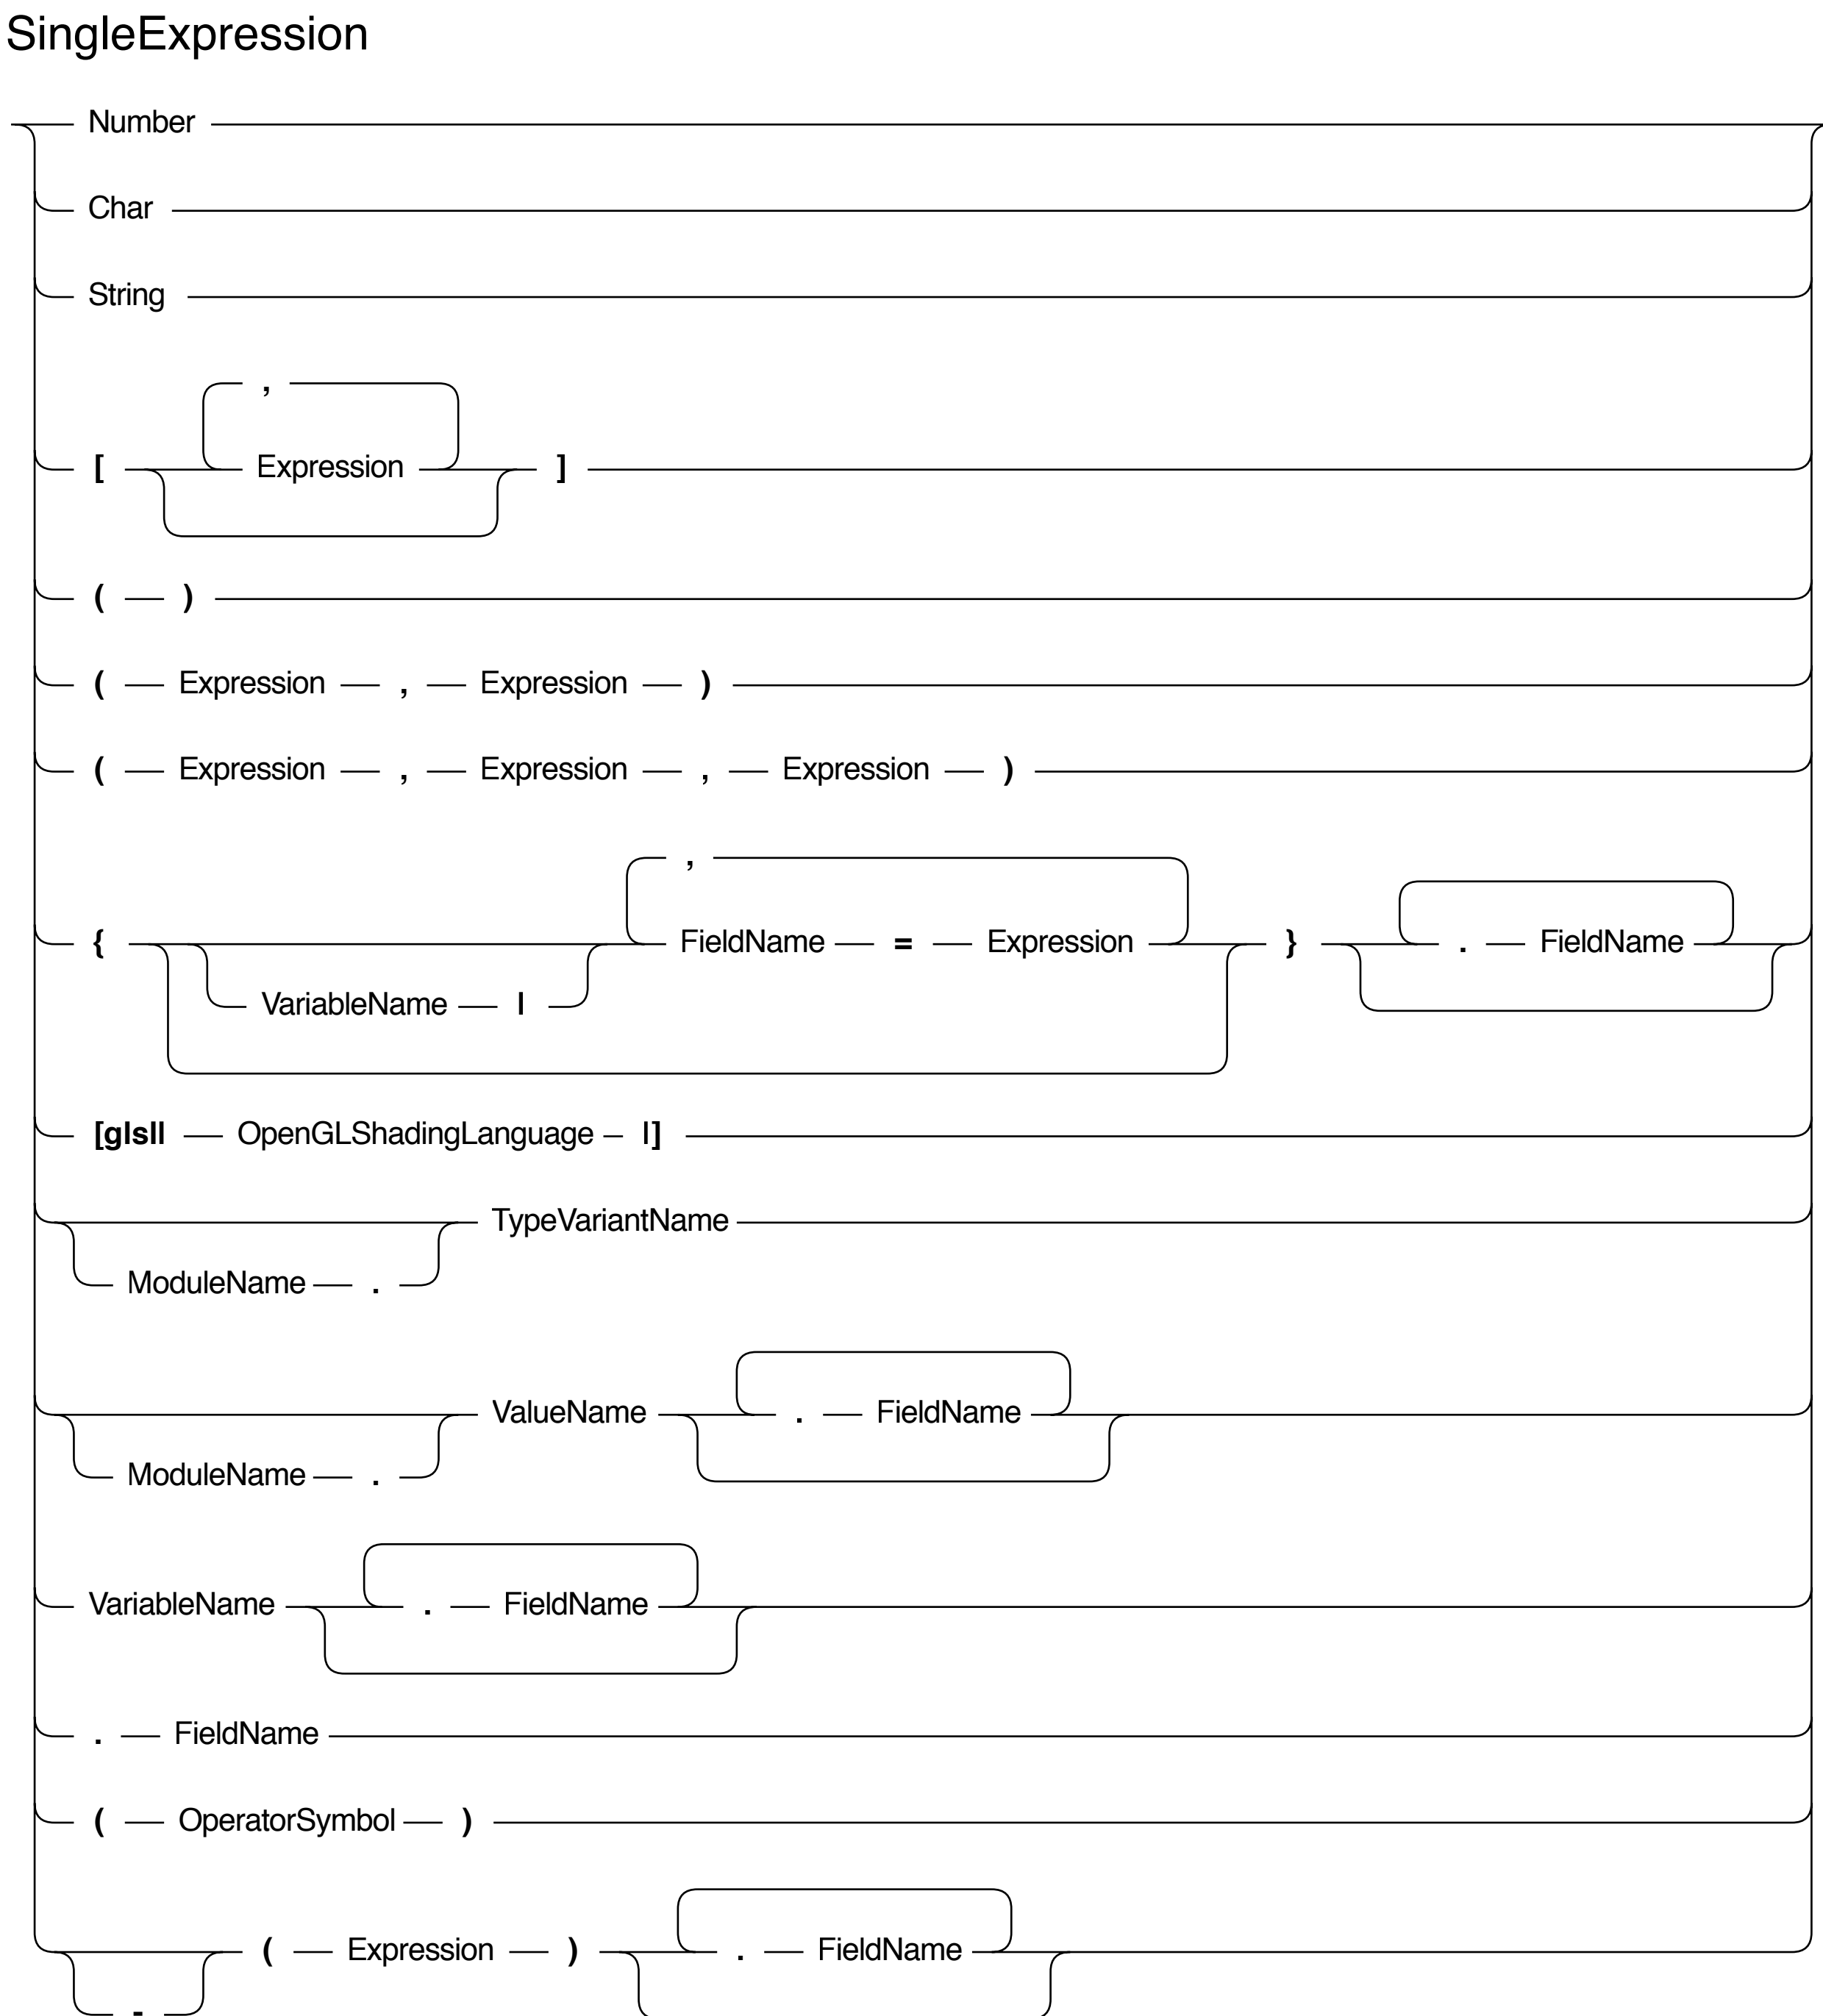 SingleExpression
Number
Char
String
,
[ Expression ]
( )
( Expression , Expression )
( Expression , Expression , Expression )
,
{ FieldName = Expression } . FieldName
VariableName |
[glsl| OpenGLShadingLanguage |]
TypeVariantName
ModuleName .
ValueName . FieldName
ModuleName .
VariableName . FieldName
. FieldName
( OperatorSymbol )
( Expression ) . FieldName
-